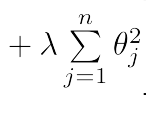 + λ ∑_{j=1}^{n} θ_j^2 .